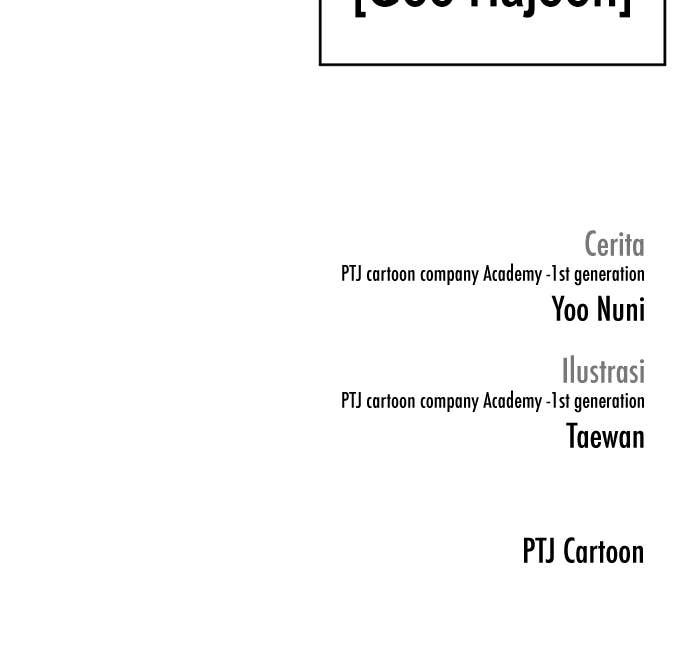 Cerita
PTJ cartoon company Academy -1st generation
Yoo Nuni
Ilustrasi
PTJ cartoon company Academy -1st generation
Taewan
PTJ Cartoon